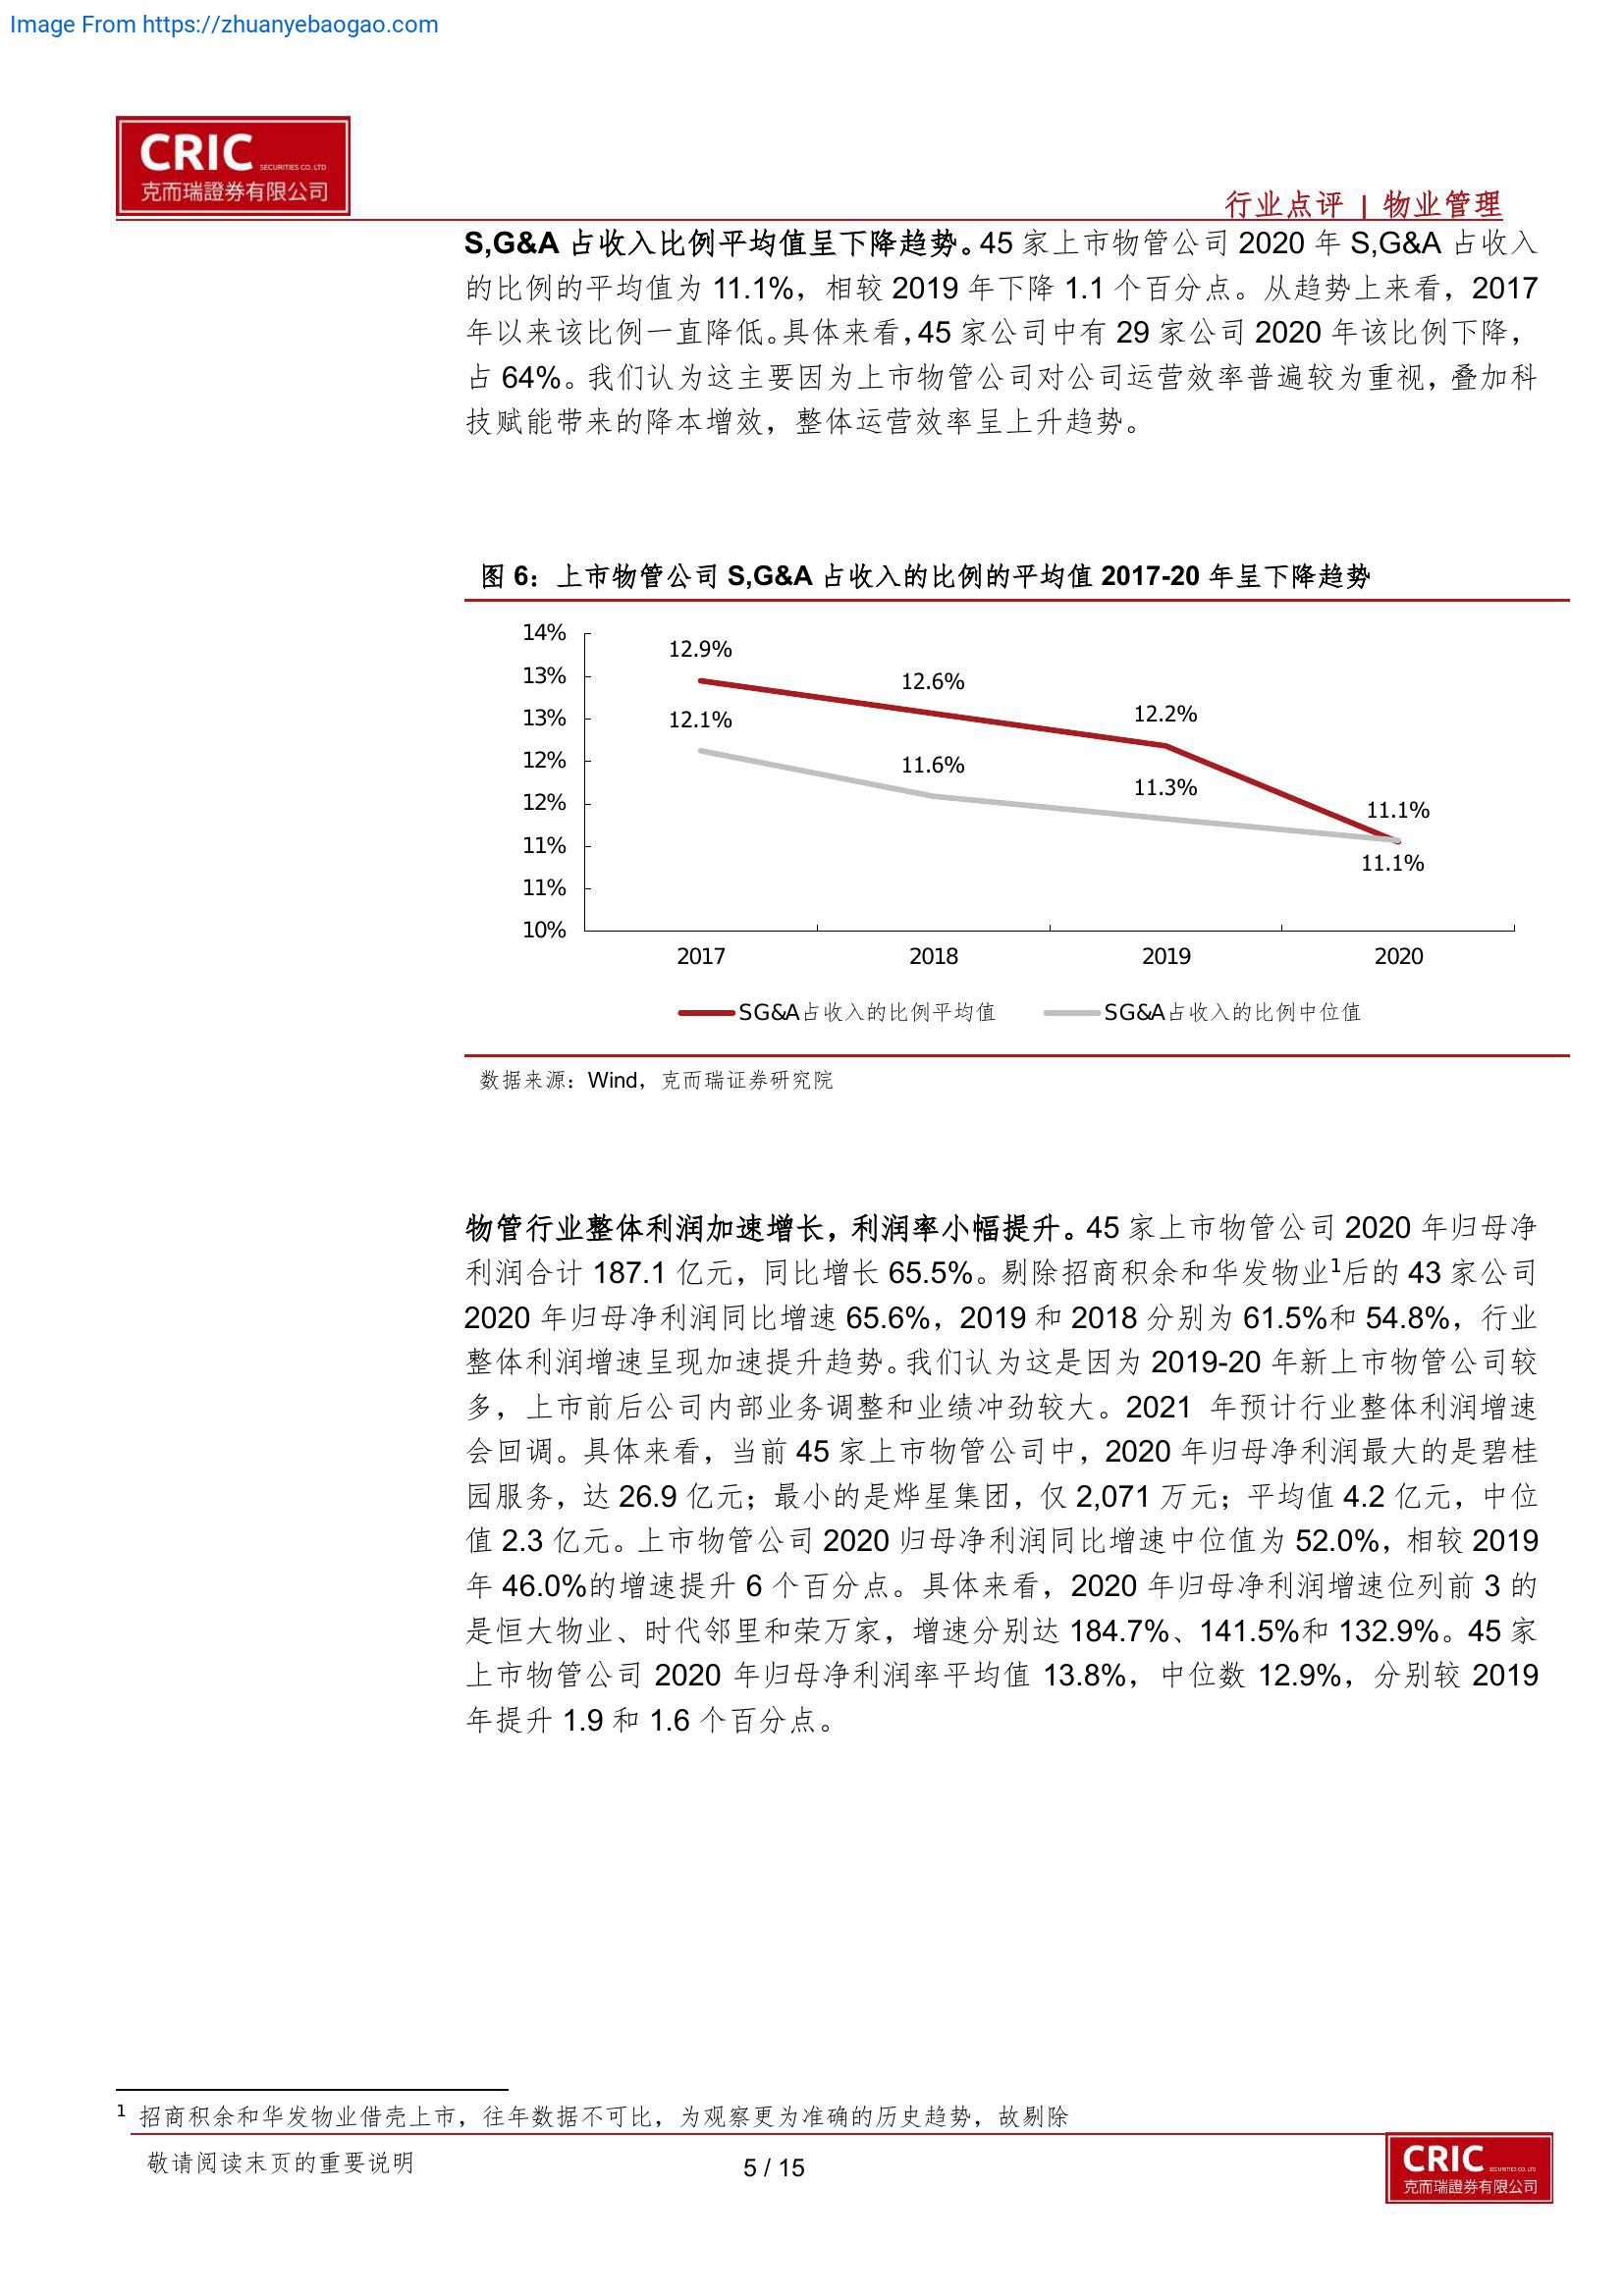 Image From https://zhuanyebaogao.com
CRIC SECURITIES CO. LTD
克而瑞證券有限公司
行业点评 | 物业管理
S,G&A 占收入比例平均值呈下降趋势。45 家上市物管公司 2020 年 S,G&A 占收入
的比例的平均值为 11.1%，相较 2019 年下降 1.1 个百分点。从趋势上来看，2017
年以来该比例一直降低。具体来看，45 家公司中有 29 家公司 2020 年该比例下降，
占 64%。我们认为这主要因为上市物管公司对公司运营效率普遍较为重视，叠加科
技赋能带来的降本增效，整体运营效率呈上升趋势。
图 6：上市物管公司 S,G&A 占收入的比例的平均值 2017-20 年呈下降趋势
14%
13%
13%
12%
12%
11%
11%
10%
12.9%
12.6%
12.2%
11.1%
12.1%
11.6%
11.3%
11.1%
2017 2018 2019 2020
SG&A占收入的比例平均值 SG&A占收入的比例中位值
数据来源：Wind，克而瑞证券研究院
物管行业整体利润加速增长，利润率小幅提升。45 家上市物管公司 2020 年归母净
利润合计 187.1 亿元，同比增长 65.5%。剔除招商积余和华发物业1后的 43 家公司
2020 年归母净利润同比增速 65.6%，2019 和 2018 分别为 61.5%和 54.8%，行业
整体利润增速呈现加速提升趋势。我们认为这是因为 2019-20 年新上市物管公司较
多，上市前后公司内部业务调整和业绩冲劲较大。2021 年预计行业整体利润增速
会回调。具体来看，当前 45 家上市物管公司中，2020 年归母净利润最大的是碧桂
园服务，达 26.9 亿元；最小的是烨星集团，仅 2,071 万元；平均值 4.2 亿元，中位
值 2.3 亿元。上市物管公司 2020 归母净利润同比增速中位值为 52.0%，相较 2019
年 46.0%的增速提升 6 个百分点。具体来看，2020 年归母净利润增速位列前 3 的
是恒大物业、时代邻里和荣万家，增速分别达 184.7%、141.5%和 132.9%。45 家
上市物管公司 2020 年归母净利润率平均值 13.8%，中位数 12.9%，分别较 2019
年提升 1.9 和 1.6 个百分点。
1 招商积余和华发物业借壳上市，往年数据不可比，为观察更为准确的历史趋势，故剔除
敬请阅读末页的重要说明
5 / 15
CRIC SECURITIES CO. LTD
克而瑞證券有限公司